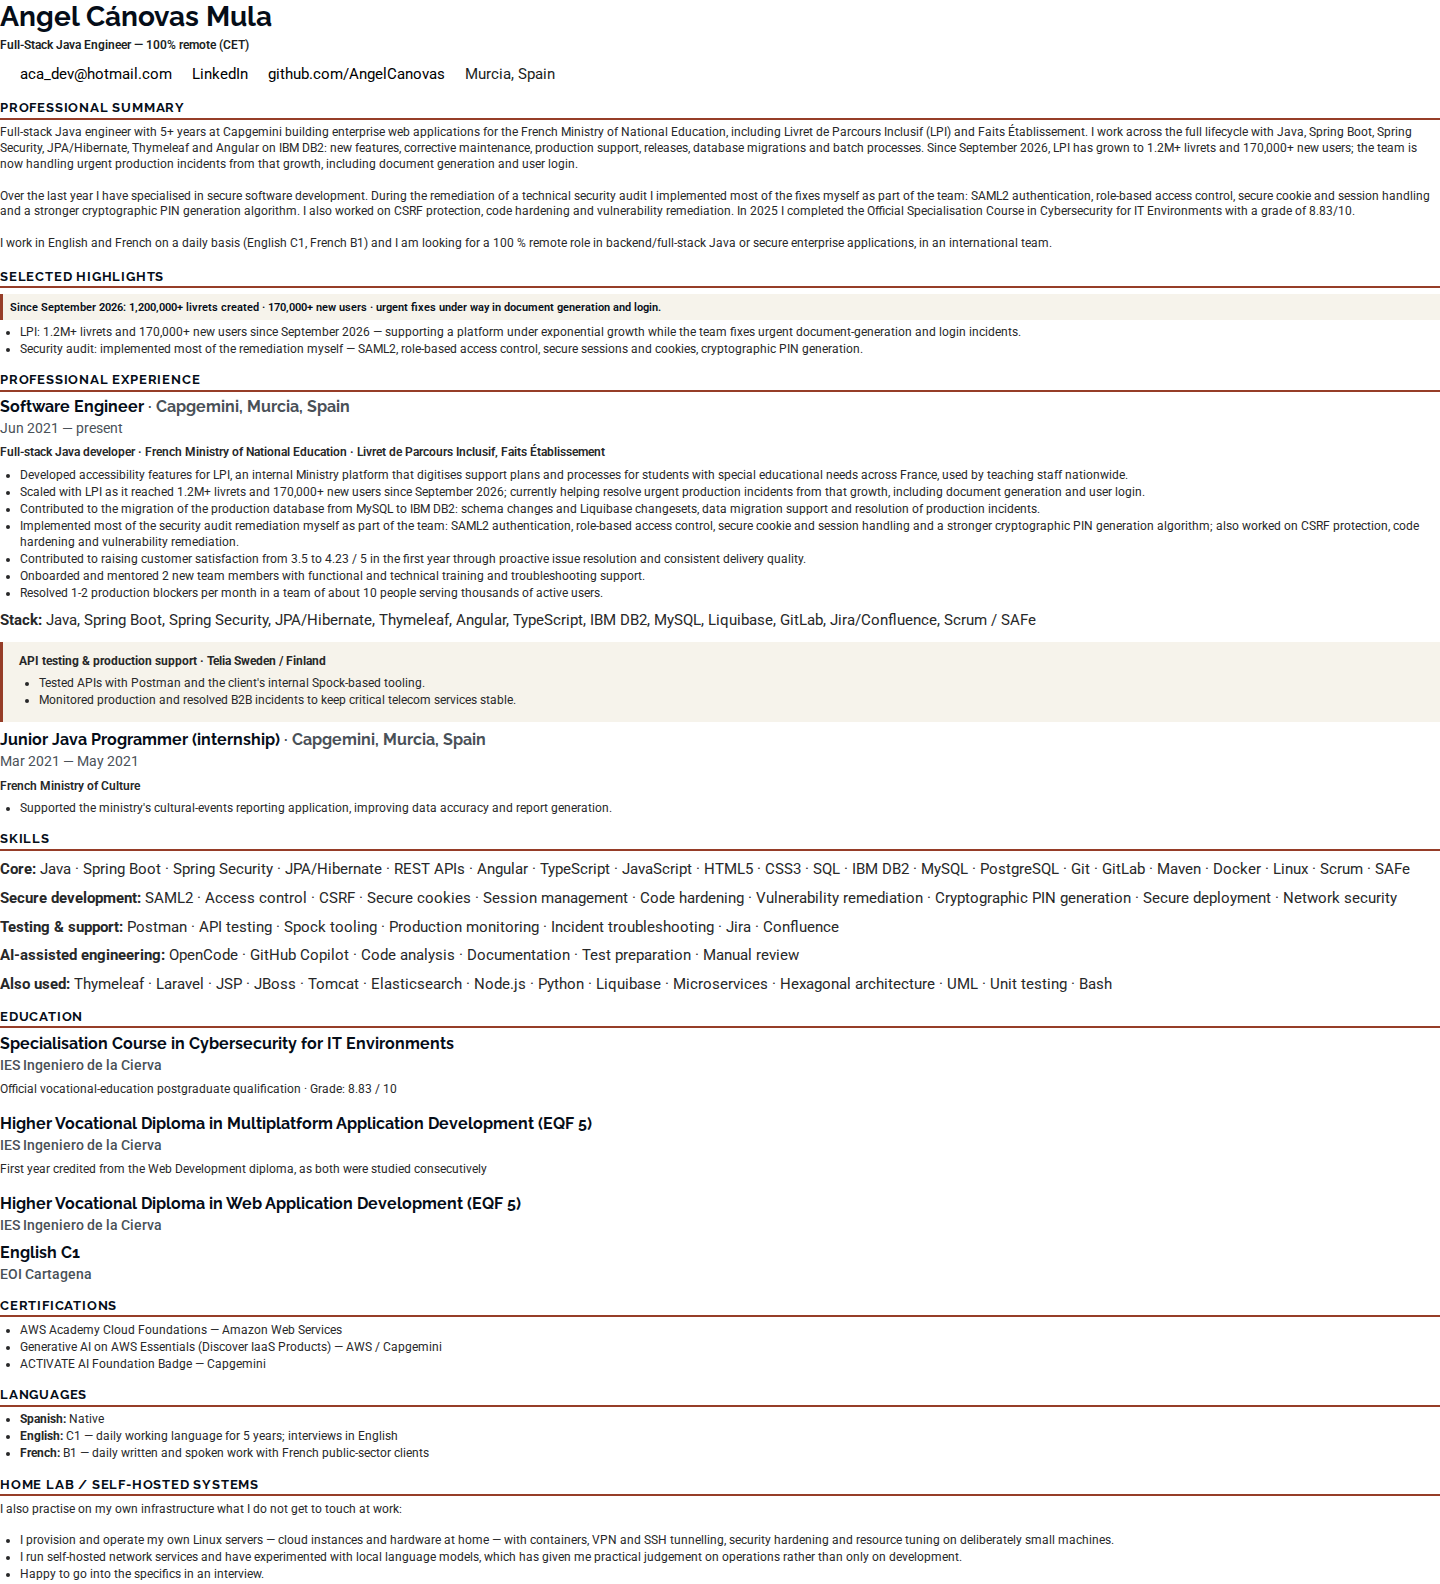 Angel Cánovas Mula
Full-Stack Java Engineer — 100% remote (CET)
aca_dev@hotmail.com LinkedIn github.com/AngelCanovas Murcia, Spain
PROFESSIONAL SUMMARY
Full-stack Java engineer with 5+ years at Capgemini building enterprise web applications for the French Ministry of National Education, including Livret de Parcours Inclusif (LPI) and Faits Établissement. I work across the full lifecycle with Java, Spring Boot, Spring
Security, JPA/Hibernate, Thymeleaf and Angular on IBM DB2: new features, corrective maintenance, production support, releases, database migrations and batch processes. Since September 2026, LPI has grown to 1.2M+ livrets and 170,000+ new users; the team is
now handling urgent production incidents from that growth, including document generation and user login.
Over the last year I have specialised in secure software development. During the remediation of a technical security audit I implemented most of the fixes myself as part of the team: SAML2 authentication, role-based access control, secure cookie and session handling
and a stronger cryptographic PIN generation algorithm. I also worked on CSRF protection, code hardening and vulnerability remediation. In 2025 I completed the Official Specialisation Course in Cybersecurity for IT Environments with a grade of 8.83/10.
I work in English and French on a daily basis (English C1, French B1) and I am looking for a 100 % remote role in backend/full-stack Java or secure enterprise applications, in an international team.
SELECTED HIGHLIGHTS
Since September 2026: 1,200,000+ livrets created · 170,000+ new users · urgent fixes under way in document generation and login.
• LPI: 1.2M+ livrets and 170,000+ new users since September 2026 — supporting a platform under exponential growth while the team fixes urgent document-generation and login incidents.
• Security audit: implemented most of the remediation myself — SAML2, role-based access control, secure sessions and cookies, cryptographic PIN generation.
PROFESSIONAL EXPERIENCE
Software Engineer · Capgemini, Murcia, Spain
Jun 2021 — present
Full-stack Java developer · French Ministry of National Education · Livret de Parcours Inclusif, Faits Établissement
• Developed accessibility features for LPI, an internal Ministry platform that digitises support plans and processes for students with special educational needs across France, used by teaching staff nationwide.
• Scaled with LPI as it reached 1.2M+ livrets and 170,000+ new users since September 2026; currently helping resolve urgent production incidents from that growth, including document generation and user login.
• Contributed to the migration of the production database from MySQL to IBM DB2: schema changes and Liquibase changesets, data migration support and resolution of production incidents.
• Implemented most of the security audit remediation myself as part of the team: SAML2 authentication, role-based access control, secure cookie and session handling and a stronger cryptographic PIN generation algorithm; also worked on CSRF protection, code
hardening and vulnerability remediation.
• Contributed to raising customer satisfaction from 3.5 to 4.23 / 5 in the first year through proactive issue resolution and consistent delivery quality.
• Onboarded and mentored 2 new team members with functional and technical training and troubleshooting support.
• Resolved 1-2 production blockers per month in a team of about 10 people serving thousands of active users.
Stack: Java, Spring Boot, Spring Security, JPA/Hibernate, Thymeleaf, Angular, TypeScript, IBM DB2, MySQL, Liquibase, GitLab, Jira/Confluence, Scrum / SAFe
API testing & production support · Telia Sweden / Finland
• Tested APIs with Postman and the client's internal Spock-based tooling.
• Monitored production and resolved B2B incidents to keep critical telecom services stable.
Junior Java Programmer (internship) · Capgemini, Murcia, Spain
Mar 2021 — May 2021
French Ministry of Culture
• Supported the ministry's cultural-events reporting application, improving data accuracy and report generation.
SKILLS
Core: Java · Spring Boot · Spring Security · JPA/Hibernate · REST APIs · Angular · TypeScript · JavaScript · HTML5 · CSS3 · SQL · IBM DB2 · MySQL · PostgreSQL · Git · GitLab · Maven · Docker · Linux · Scrum · SAFe
Secure development: SAML2 · Access control · CSRF · Secure cookies · Session management · Code hardening · Vulnerability remediation · Cryptographic PIN generation · Secure deployment · Network security
Testing & support: Postman · API testing · Spock tooling · Production monitoring · Incident troubleshooting · Jira · Confluence
AI-assisted engineering: OpenCode · GitHub Copilot · Code analysis · Documentation · Test preparation · Manual review
Also used: Thymeleaf · Laravel · JSP · JBoss · Tomcat · Elasticsearch · Node.js · Python · Liquibase · Microservices · Hexagonal architecture · UML · Unit testing · Bash
EDUCATION
Specialisation Course in Cybersecurity for IT Environments
IES Ingeniero de la Cierva
Official vocational-education postgraduate qualification · Grade: 8.83 / 10
Higher Vocational Diploma in Multiplatform Application Development (EQF 5)
IES Ingeniero de la Cierva
First year credited from the Web Development diploma, as both were studied consecutively
Higher Vocational Diploma in Web Application Development (EQF 5)
IES Ingeniero de la Cierva
English C1
EOI Cartagena
CERTIFICATIONS
• AWS Academy Cloud Foundations — Amazon Web Services
• Generative AI on AWS Essentials (Discover IaaS Products) — AWS / Capgemini
• ACTIVATE AI Foundation Badge — Capgemini
LANGUAGES
• Spanish: Native
• English: C1 — daily working language for 5 years; interviews in English
• French: B1 — daily written and spoken work with French public-sector clients
HOME LAB / SELF-HOSTED SYSTEMS
I also practise on my own infrastructure what I do not get to touch at work:
• I provision and operate my own Linux servers — cloud instances and hardware at home — with containers, VPN and SSH tunnelling, security hardening and resource tuning on deliberately small machines.
• I run self-hosted network services and have experimented with local language models, which has given me practical judgement on operations rather than only on development.
• Happy to go into the specifics in an interview.